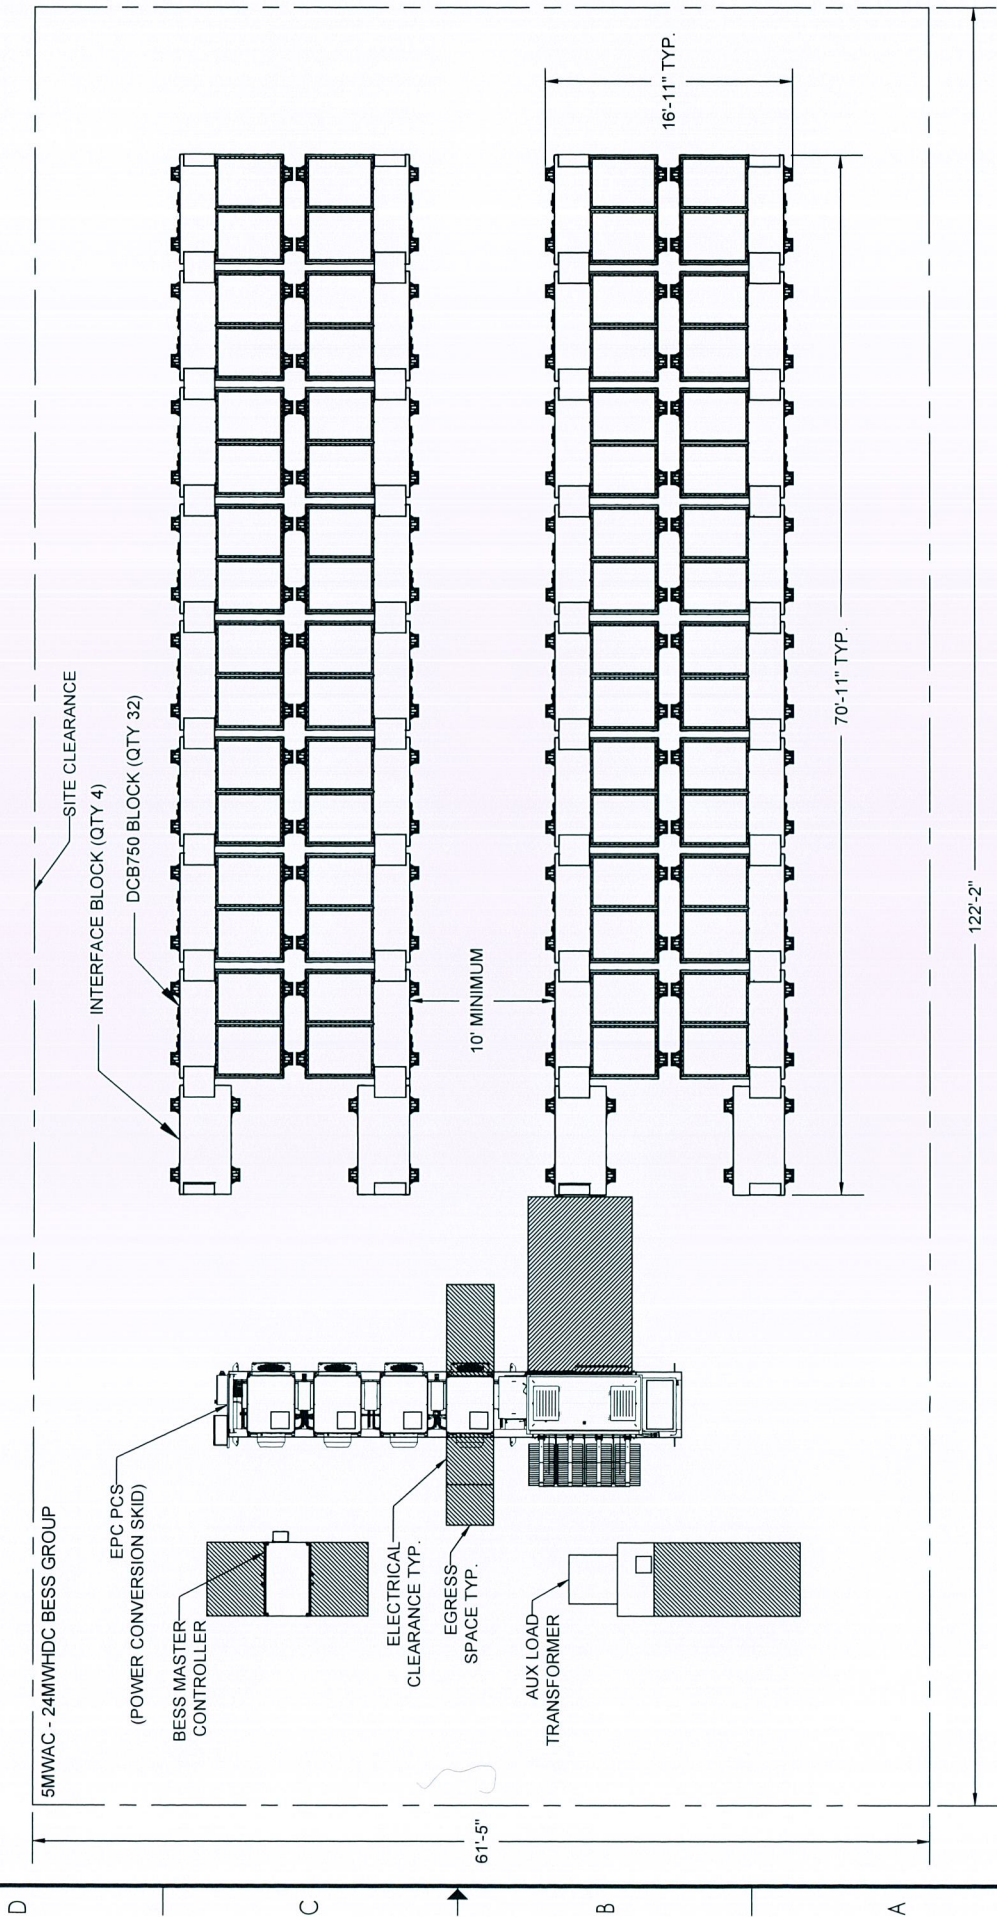 5MWAC - 24MWHDC BESS GROUP
SITE CLEARANCE
INTERFACE BLOCK (QTY 4)
DCB750 BLOCK (QTY 32)
EPC PCS
(POWER CONVERSION SKID)
BESS MASTER
CONTROLLER
ELECTRICAL
CLEARANCE TYP.
EGRESS
SPACE TYP.
AUX LOAD
TRANSFORMER
10' MINIMUM
16'-11" TYP.
70'-11" TYP.
122'-2"
61'-5"
D
C
B
A